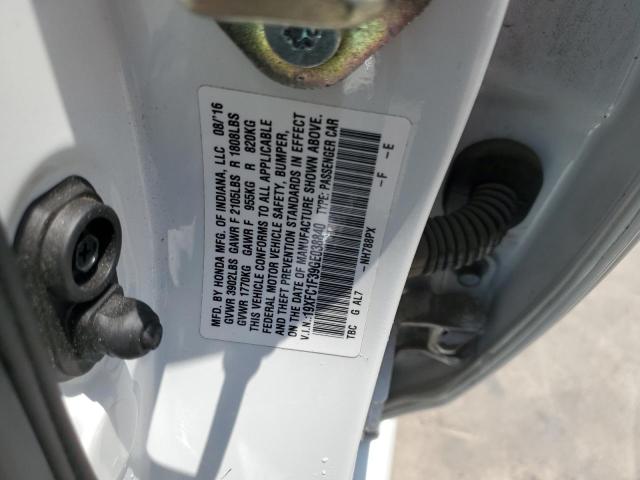 MFD. BY HONDA MFG. OF INDIANA, LLC 08/'16
GVWR 3902LBS GAWR F 2105LBS R 1808LBS
GVWR 1770KG GAWR F 955KG R 820KG
THIS VEHICLE CONFORMS TO ALL APPLICABLE
FEDERAL MOTOR VEHICLE SAFETY, BUMPER,
AND THEFT PREVENTION STANDARDS IN EFFECT
ON THE DATE OF MANUFACTURE SHOWN ABOVE.
V.I.N.:19XFC1F39GE038840 TYPE: PASSENGER CAR
-NH788PX -F -E
TBC G AL7